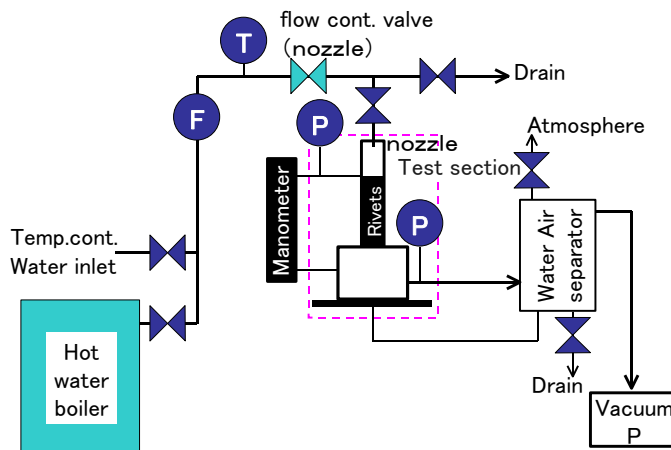 flow cont. valve
(nozzle)
T
Drain
F
P
nozzle
Atmosphere
Test section
Manometer
Rivets
P
Temp.cont.
Water inlet
Water Air
separator
Hot
water
boiler
Drain
Vacuum
P